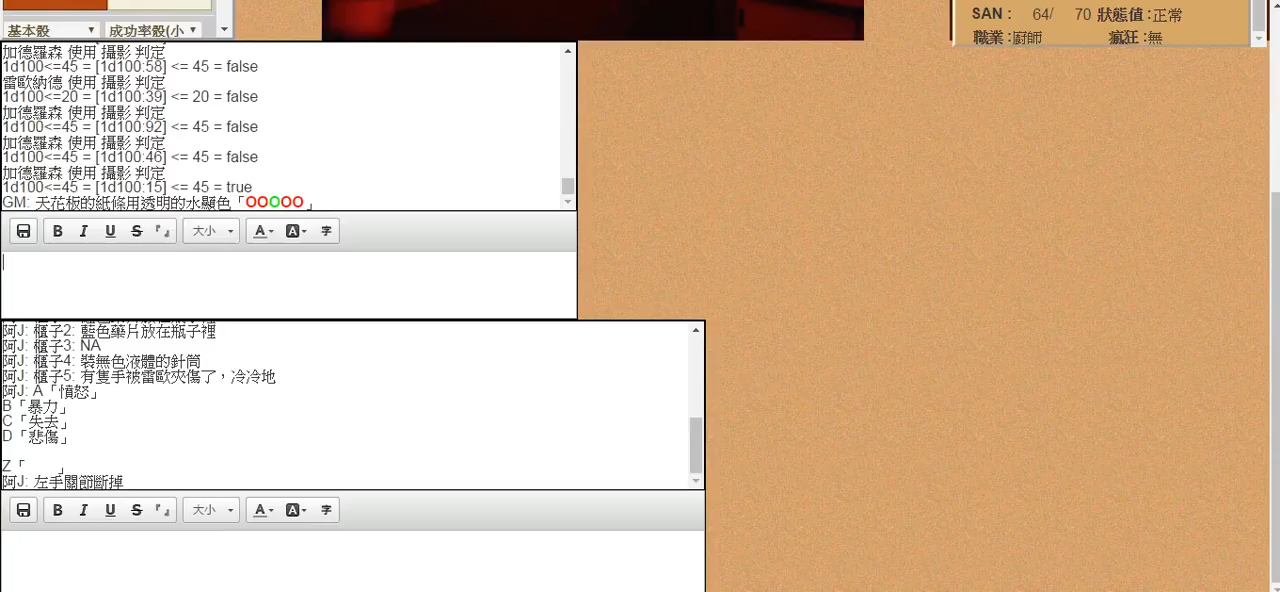 基本骰 成功率骰(小
SAN : 64/ 70 狀態值:正常
職業:廚師 瘋狂:無
加德羅森 使用 攝影 判定
1d100<=45 = [1d100:58] <= 45 = false
雷歐納德 使用 攝影 判定
1d100<=20 = [1d100:39] <= 20 = false
加德羅森 使用 攝影 判定
1d100<=45 = [1d100:92] <= 45 = false
加德羅森 使用 攝影 判定
1d100<=45 = [1d100:46] <= 45 = false
加德羅森 使用 攝影 判定
1d100<=45 = [1d100:15] <= 45 = true
GM: 天花板的紙條用透明的水顯色「OOOOO」
B I U S 『』 大小 A A 字
阿J: 櫃子2: 藍色藥片放在瓶子裡
阿J: 櫃子3: NA
阿J: 櫃子4: 裝無色液體的針筒
阿J: 櫃子5: 有隻手被雷歐夾傷了，冷冷地
阿J: A「憤怒」
B「暴力」
C「失去」
D「悲傷」
Z「 」
阿J: 左手關節斷掉
B I U S 『』 大小 A A 字